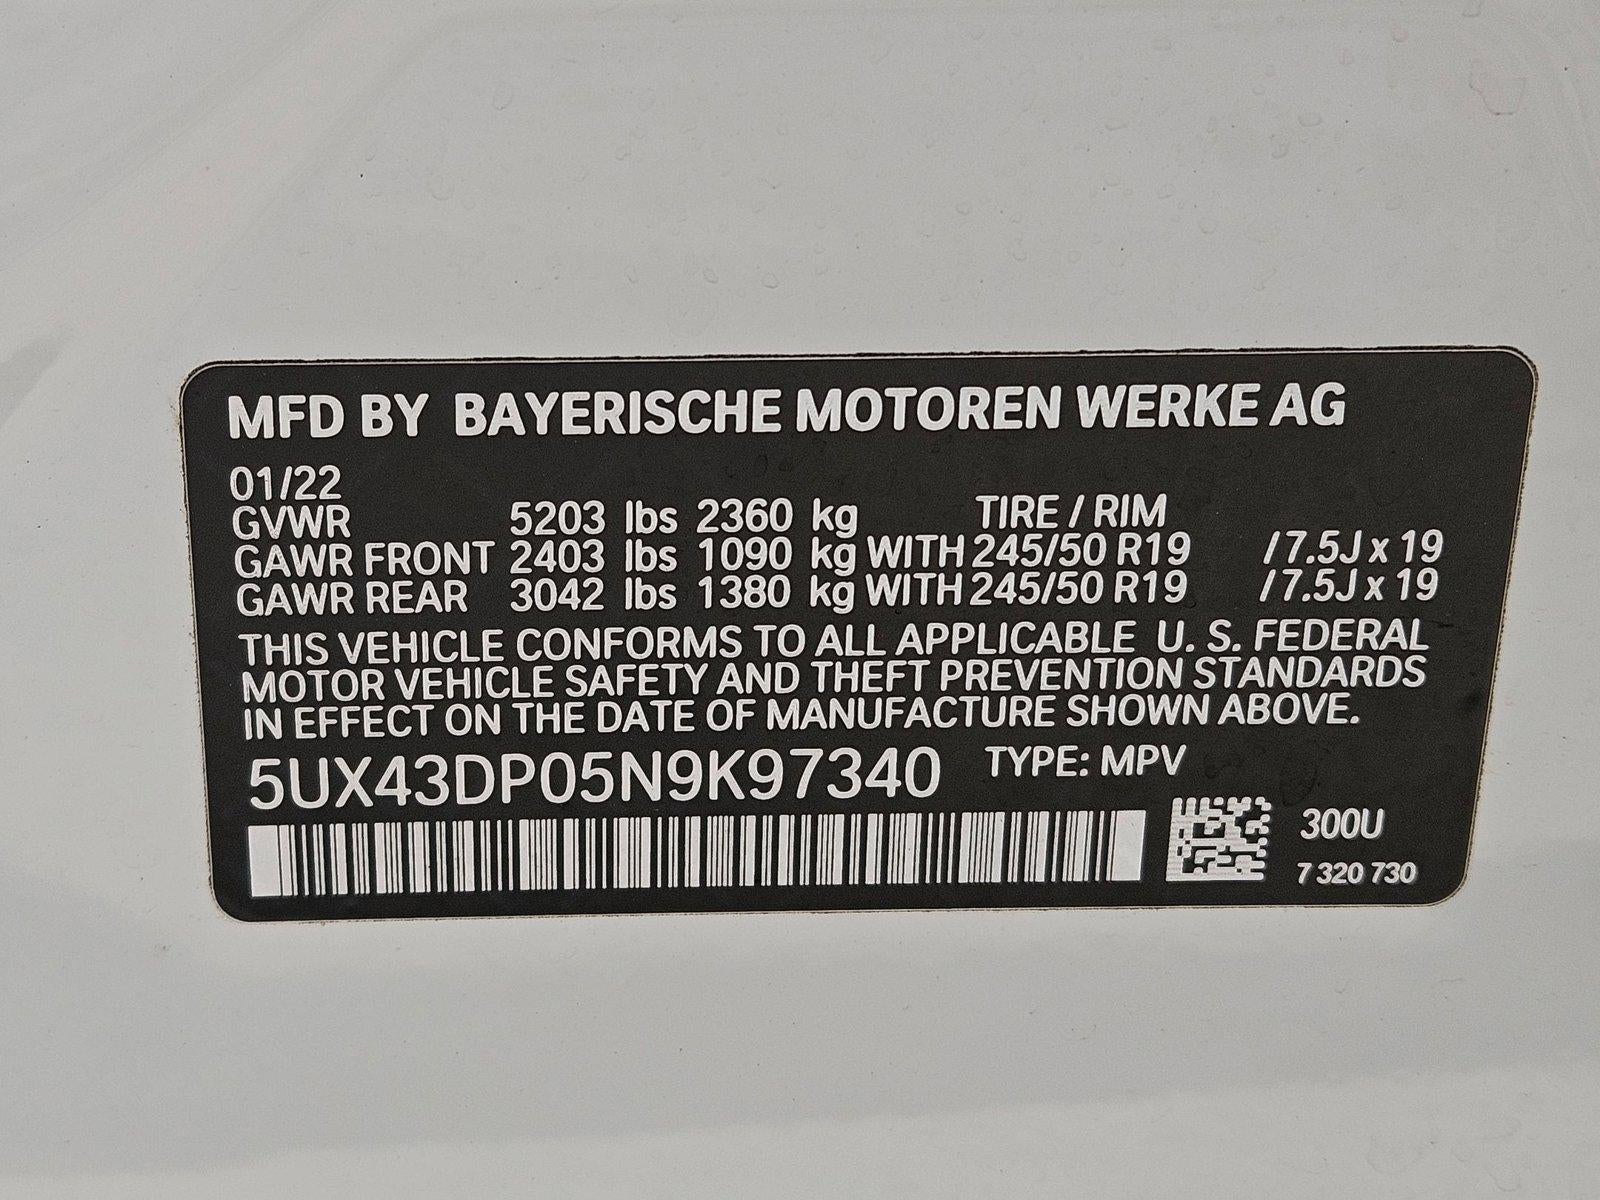 MFD BY BAYERISCHE MOTOREN WERKE AG
01/22
GVWR 5203 lbs 2360 kg TIRE / RIM
GAWR FRONT 2403 lbs 1090 kg WITH 245/50 R19 / 7.5J x 19
GAWR REAR 3042 lbs 1380 kg WITH 245/50 R19 / 7.5J x 19
THIS VEHICLE CONFORMS TO ALL APPLICABLE U. S. FEDERAL
MOTOR VEHICLE SAFETY AND THEFT PREVENTION STANDARDS
IN EFFECT ON THE DATE OF MANUFACTURE SHOWN ABOVE.
5UX43DP05N9K97340 TYPE: MPV
300U
7 320 730